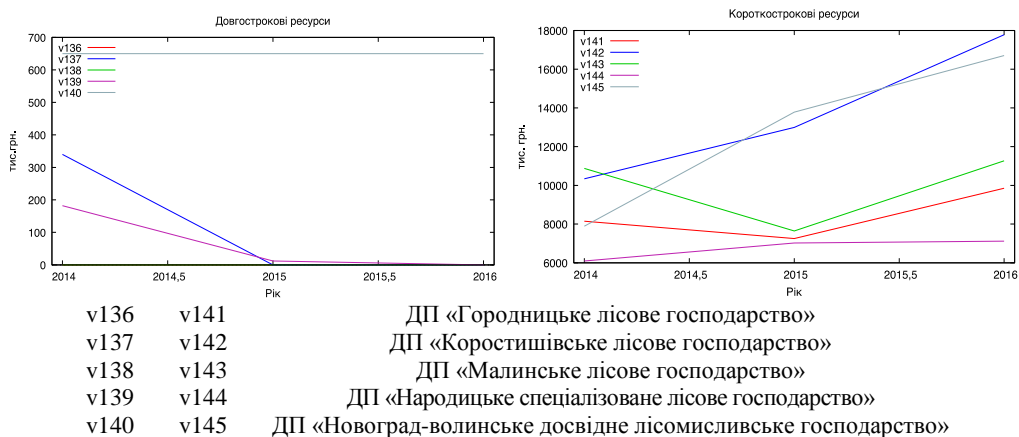 Довгострокові ресурси
700
600
500
400
300
200
100
0
тис.грн.
v136
v137
v138
v139
v140
2014
2014,5
2015
2015,5
2016
Рік
Короткострокові ресурси
18000
16000
14000
12000
10000
8000
6000
тис.грн.
v141
v142
v143
v144
v145
2014
2014,5
2015
2015,5
2016
Рік
v136 v141 ДП «Городницьке лісове господарство»
v137 v142 ДП «Коростишівське лісове господарство»
v138 v143 ДП «Малинське лісове господарство»
v139 v144 ДП «Народицьке спеціалізоване лісове господарство»
v140 v145 ДП «Новоград-волинське досвідне лісомисливське господарство»